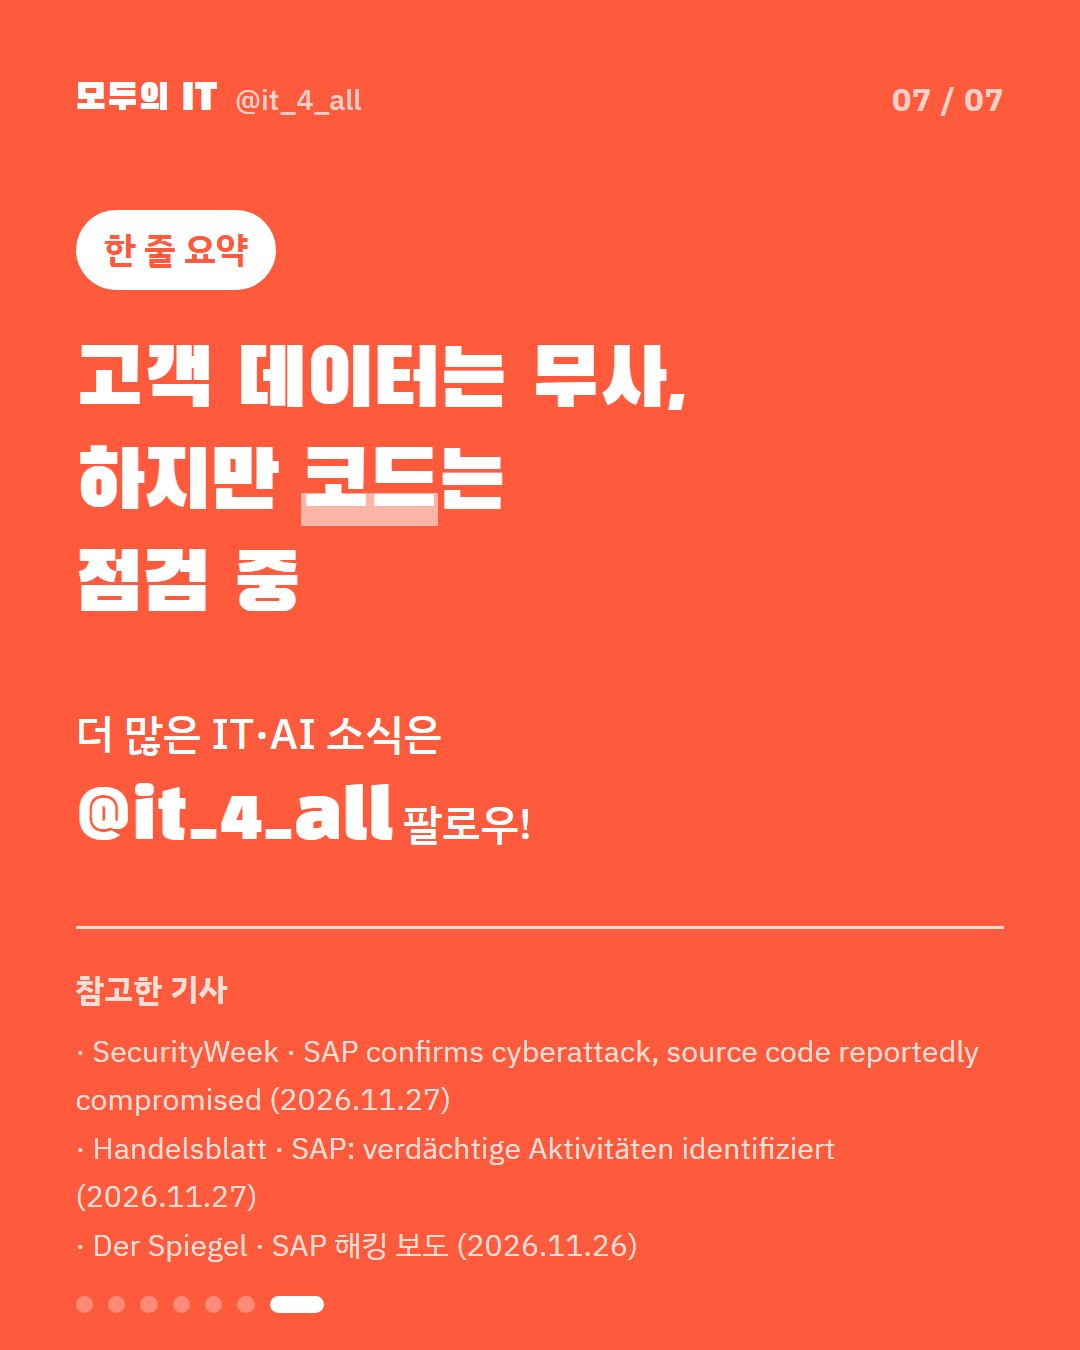 모두의 IT @it_4_all
07 / 07
한 줄 요약
고객 데이터는 무사,
하지만 코드는
점검 중
더 많은 IT·AI 소식은
@it_4_all 팔로우!
참고한 기사
· SecurityWeek · SAP confirms cyberattack, source code reportedly
compromised (2026.11.27)
· Handelsblatt · SAP: verdächtige Aktivitäten identifiziert
(2026.11.27)
· Der Spiegel · SAP 해킹 보도 (2026.11.26)